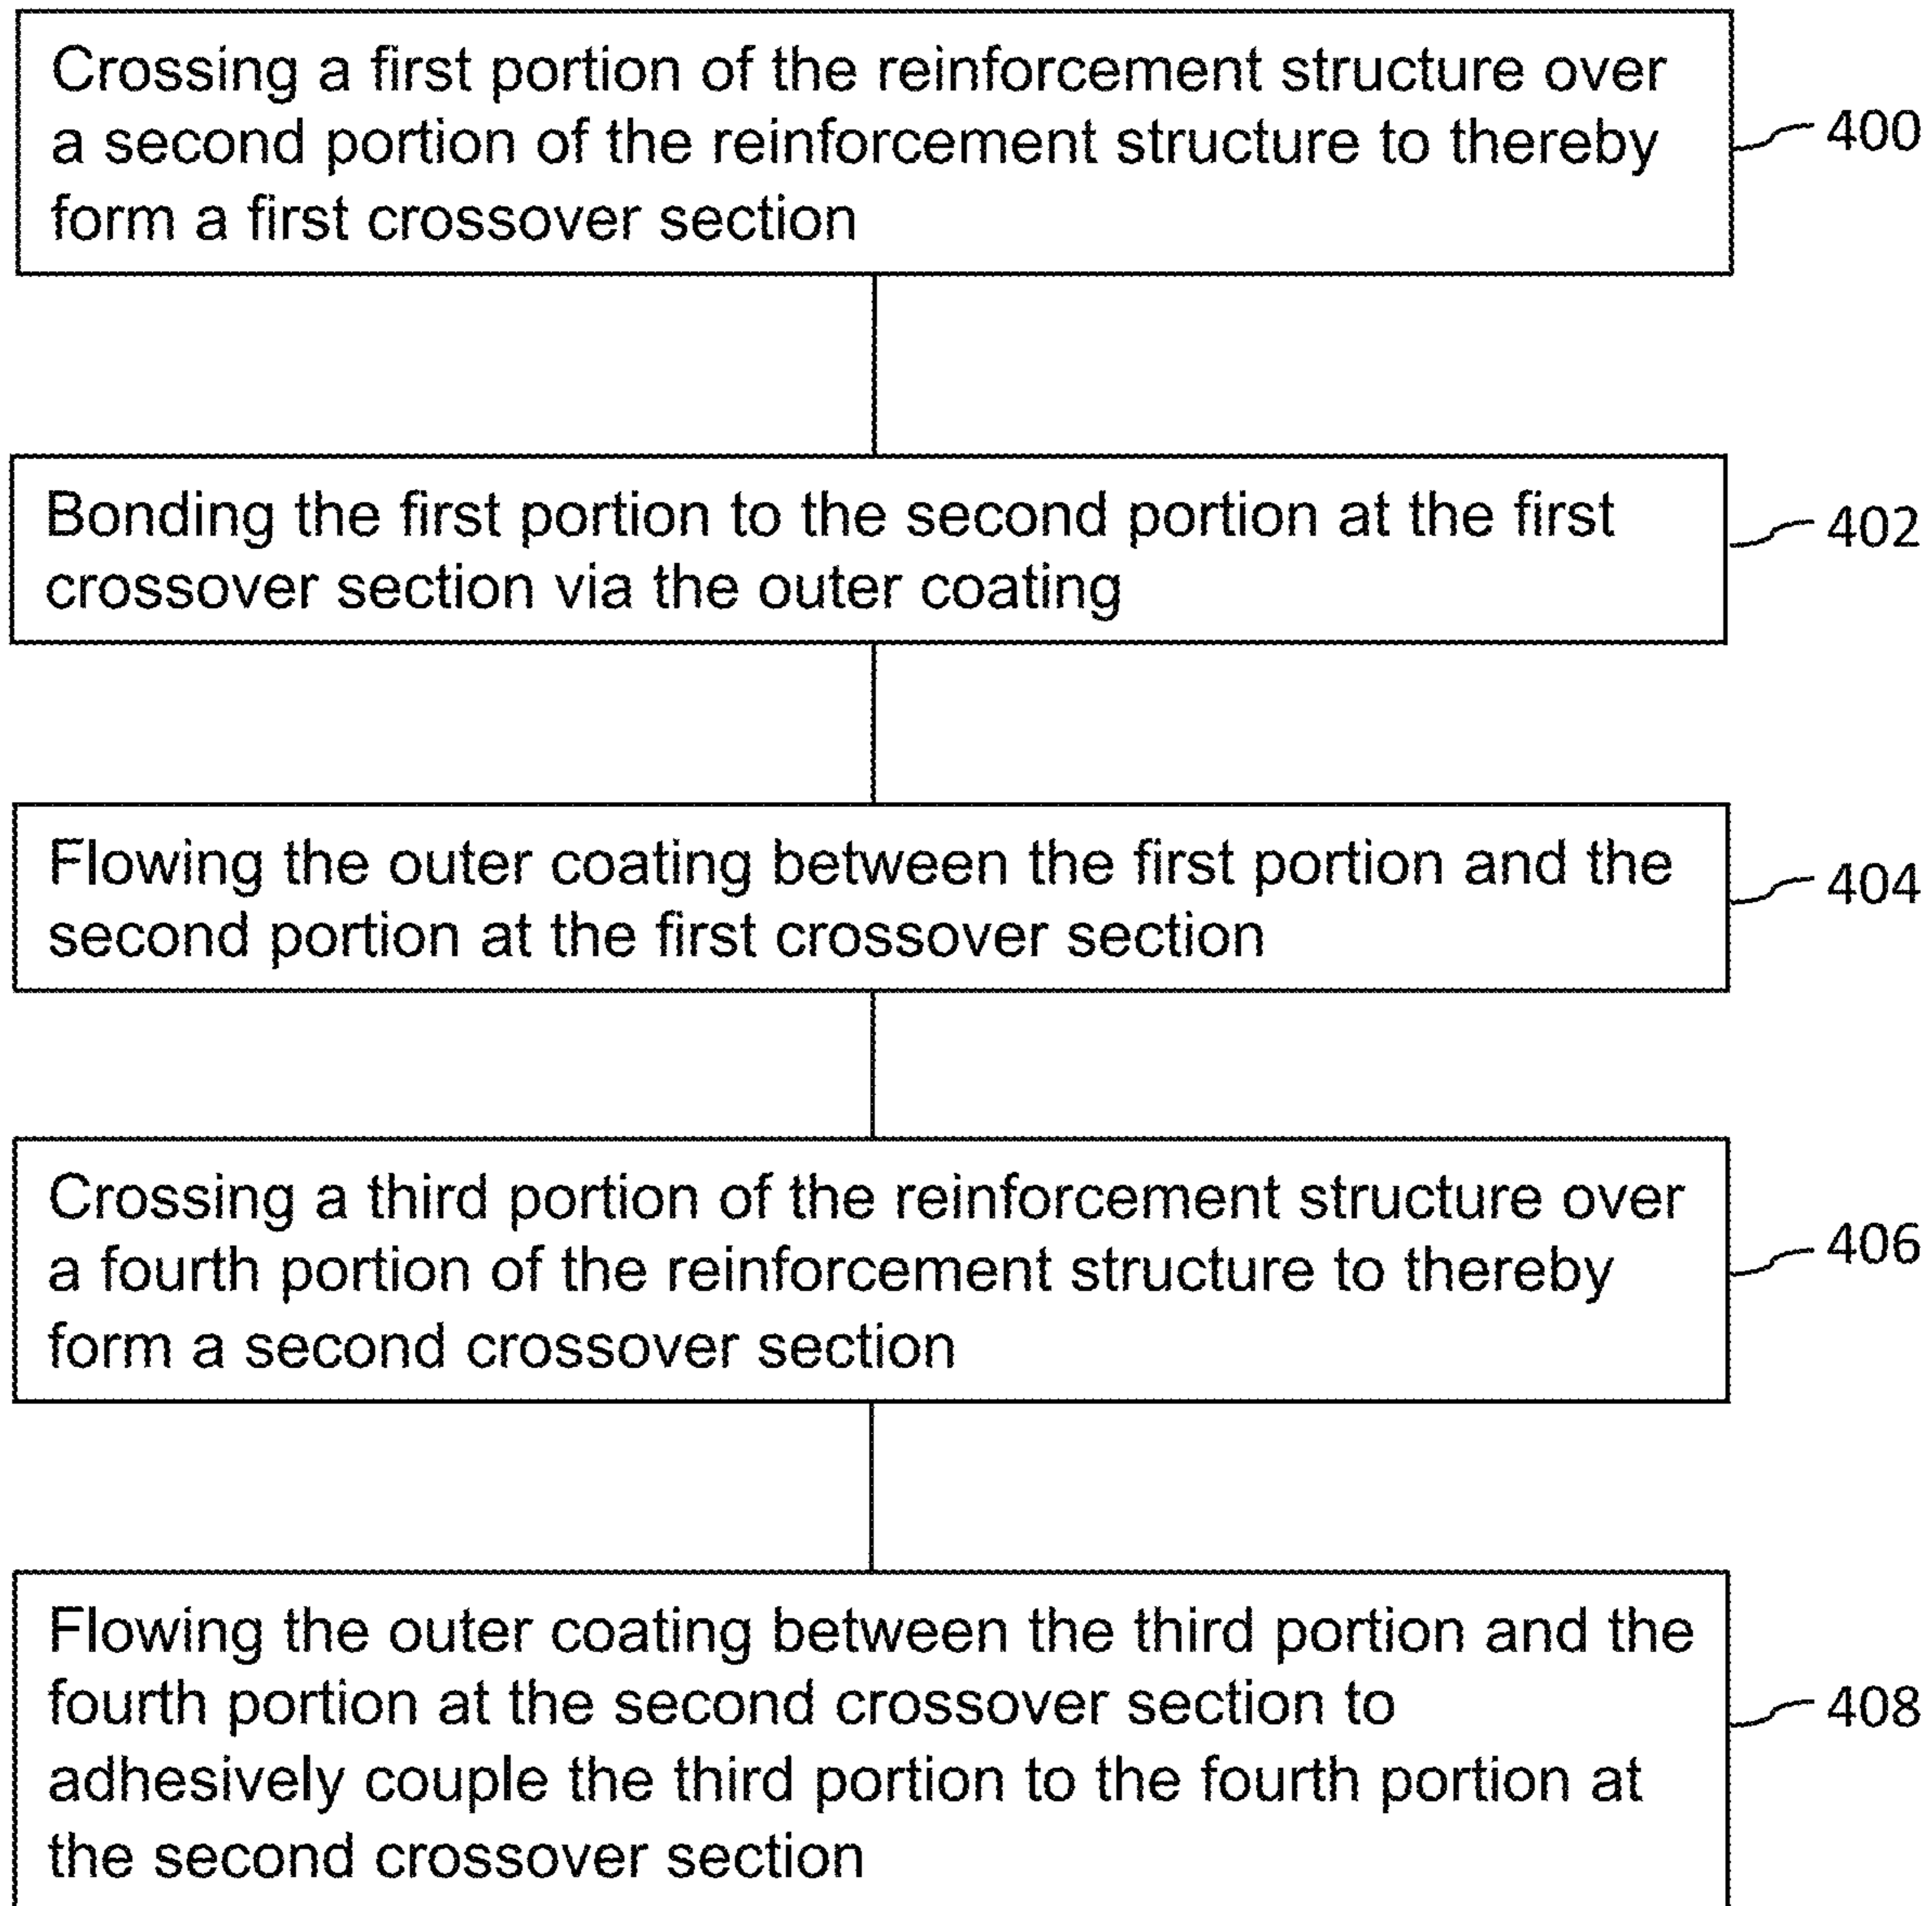 Crossing a first portion of the reinforcement structure over
a second portion of the reinforcement structure to thereby
form a first crossover section
400
Bonding the first portion to the second portion at the first
crossover section via the outer coating
402
Flowing the outer coating between the first portion and the
second portion at the first crossover section
404
Crossing a third portion of the reinforcement structure over
a fourth portion of the reinforcement structure to thereby
form a second crossover section
406
Flowing the outer coating between the third portion and the
fourth portion at the second crossover section to
adhesively couple the third portion to the fourth portion at
the second crossover section
408